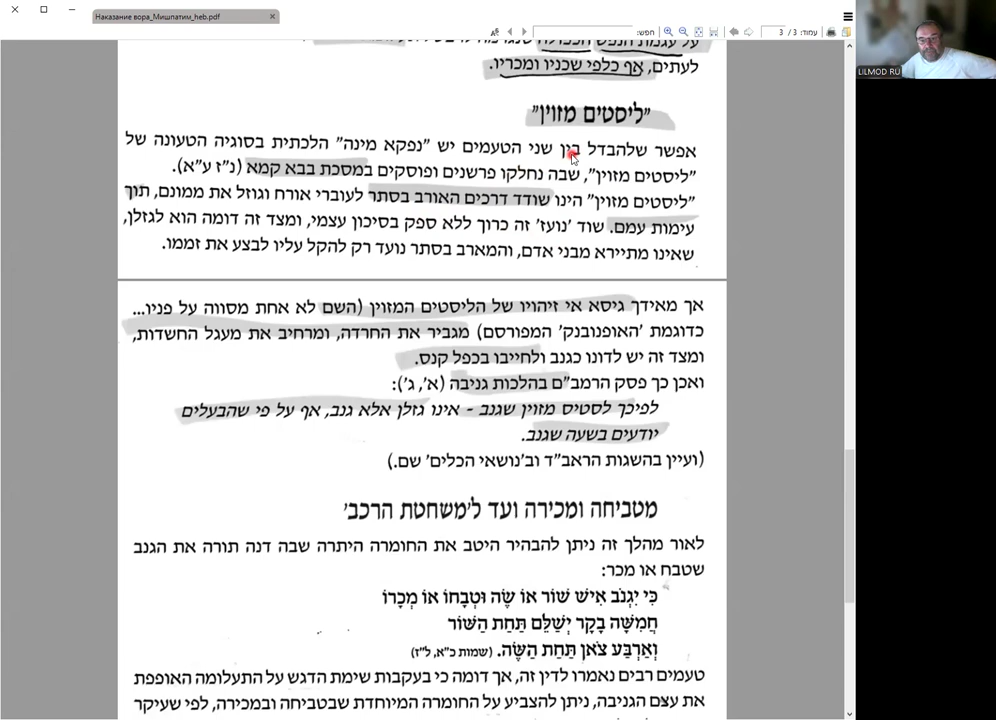 Наказание вора_Мишпатим_heb.pdf
חפש:
עמוד: 3 / 3
LILMOD RU
לעתים, אף כלפי שכניו ומכריו.
"ליסטים מזוין"
אפשר שלהבדל בין שני הטעמים יש "נפקא מינה" הלכתית בסוגיה הטעונה של
"ליסטים מזוין", שבה נחלקו פרשנים ופוסקים במסכת בבא קמא (נ"ז ע"א).
"ליסטים מזוין" הינו שודד דרכים האורב בסתר לעוברי אורח וגוזל את ממונם, תוך
עימות עמם. שוד 'נועז' זה כרוך ללא ספק בסיכון עצמי, ומצד זה דומה הוא לגזלן,
שאינו מתיירא מבני אדם, והמארב בסתר נועד רק להקל עליו לבצע את זממו.
אך מאידך גיסא אי זיהויו של הליסטים המזוין (השם לא אחת מסווה על פניו...
כדוגמת 'האופנובנק' המפורסם) מגביר את החרדה, ומרחיב את מעגל החשדות,
ומצד זה יש לדונו כגנב ולחייבו בכפל קנס.
ואכן כך פסק הרמב"ם בהלכות גניבה (א', ג'):
לפיכך לסטיס מזוין שגנב - אינו גזלן אלא גנב, אף על פי שהבעלים
יודעים בשעה שגנב.
(ועיין בהשגות הראב"ד וב'נושאי הכלים' שם.)
מטביחה ומכירה ועד ל'משחטת הרכב'
לאור מהלך זה ניתן להבהיר היטב את החומרה היתרה שבה דנה תורה את הגנב
שטבח או מכר:
כִּי יִגְנֹב אִישׁ שׁוֹר אוֹ שֶׂה וּטְבָחוֹ אוֹ מְכָרוֹ
חֲמִשָּׁה בָקָר יְשַׁלֵּם תַּחַת הַשּׁוֹר
וְאַרְבַּע צֹאן תַּחַת הַשֶּׂה. (שמות כ"א, ל"ז)
טעמים רבים נאמרו לדין זה, אך דומה כי בעקבות שימת הדגש על התעלומה האופפת
את עצם הגניבה, ניתן להצביע על החומרה המיוחדת שבטביחה ובמכירה, לפי שעיקר